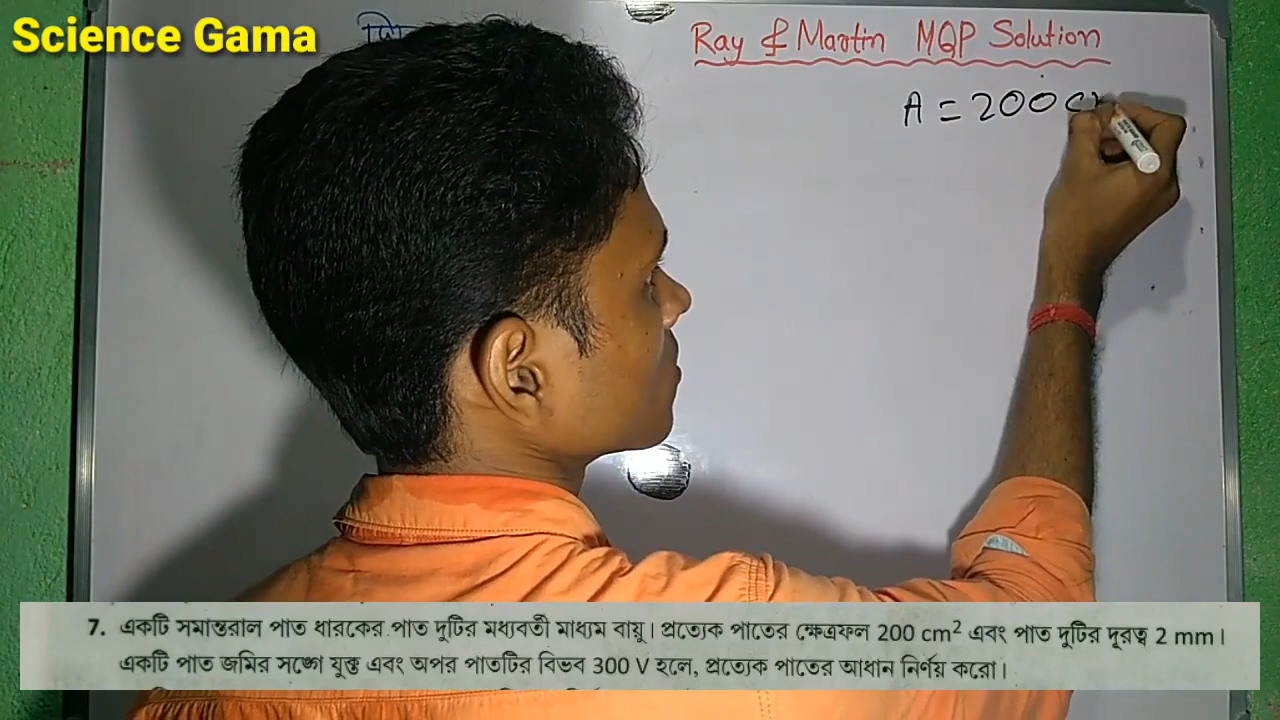 Science Gama
Ray & Martin MQP Solution
A = 200 c
7. একটি সমান্তরাল পাত ধারকের পাত দুটির মধ্যবর্তী মাধ্যম বায়ু। প্রত্যেক পাতের ক্ষেত্রফল 200 cm² এবং পাত দুটির দূরত্ব 2 mm।
একটি পাত জমির সঙ্গে যুক্ত এবং অপর পাতটির বিভব 300 V হলে, প্রত্যেক পাতের আধান নির্ণয় করো।